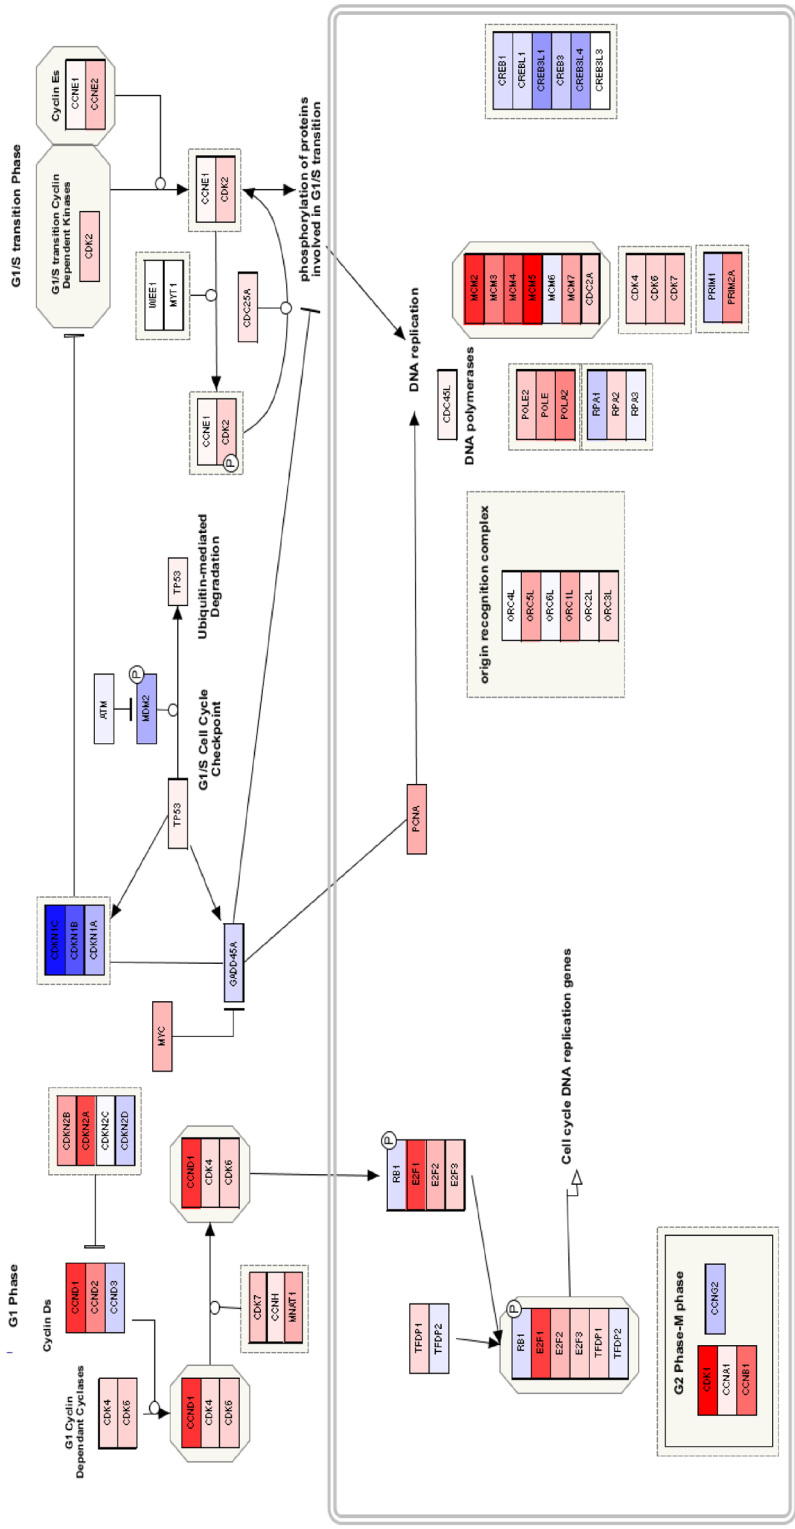 G1 Phase
G1/S transition Phase
Cyclin Ds
CCND1
CCND2
CCND3
CDKN2B
CDKN2A
CDKN2C
CDKN2D
G1 Cyclin
Dependant Cyclases
CDK4
CDK6
CCND1
CDK4
CDK6
CDK7
CCNH
MNAT1
CCND1
CDK4
CDK6
MYC
CDKN1C
CDKN1B
CDKN1A
GADD45A
TP53
ATM
MDM2
P
G1/S Cell Cycle
Checkpoint
TP53
Ubiquitin-mediated
Degradation
G1/S transition Cyclin
Dependent Kinases
CDK2
Cyclin Es
CCNE1
CCNE2
CCNE1
CDK2
P
WEE1
MYT1
CDC25A
CCNE1
CDK2
phosphorylation of proteins
involved in G1/S transition
RB1
E2F1
E2F2
E2F3
P
TFDP1
TFDP2
RB1
E2F1
E2F2
E2F3
TFDP1
TFDP2
P
Cell cycle DNA replication genes
PCNA
DNA replication
CDC45L
DNA polymerases
POLE2
POLE
POLA2
RPA1
RPA2
RPA3
origin recognition complex
ORC4L
ORC5L
ORC6L
ORC1L
ORC2L
ORC3L
MCM2
MCM3
MCM4
MCM5
MCM6
MCM7
CDC2A
CDK4
CDK6
CDK7
PRIM1
PRIM2A
CREB1
CREBL1
CREB3L1
CREB3
CREB3L4
CREB3L3
G2 Phase-M phase
CDK1
CCNA1
CCNB1
CCNG2